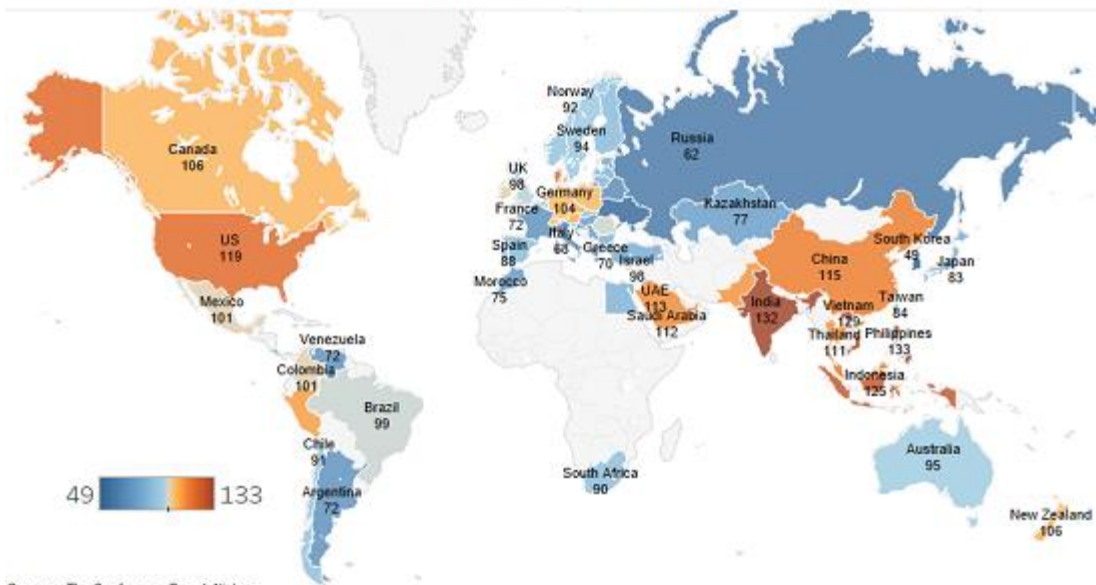 Norway
92
Sweden
94
Russia
62
Canada
106
UK
98
Germany
104
France
72
Kazakhstan
77
Italy
68
Spain
88
Greece
70
Israel
98
South Korea
49
Japan
83
US
119
China
115
Morocco
75
UAE
113
Saudi Arabia
112
India
132
Vietnam
129
Taiwan
84
Mexico
101
Thailand
111
Philippines
133
Venezuela
72
Colombia
101
Indonesia
125
Brazil
99
Chile
91
South Africa
90
Australia
95
49 133
Argentina
72
New Zealand
106